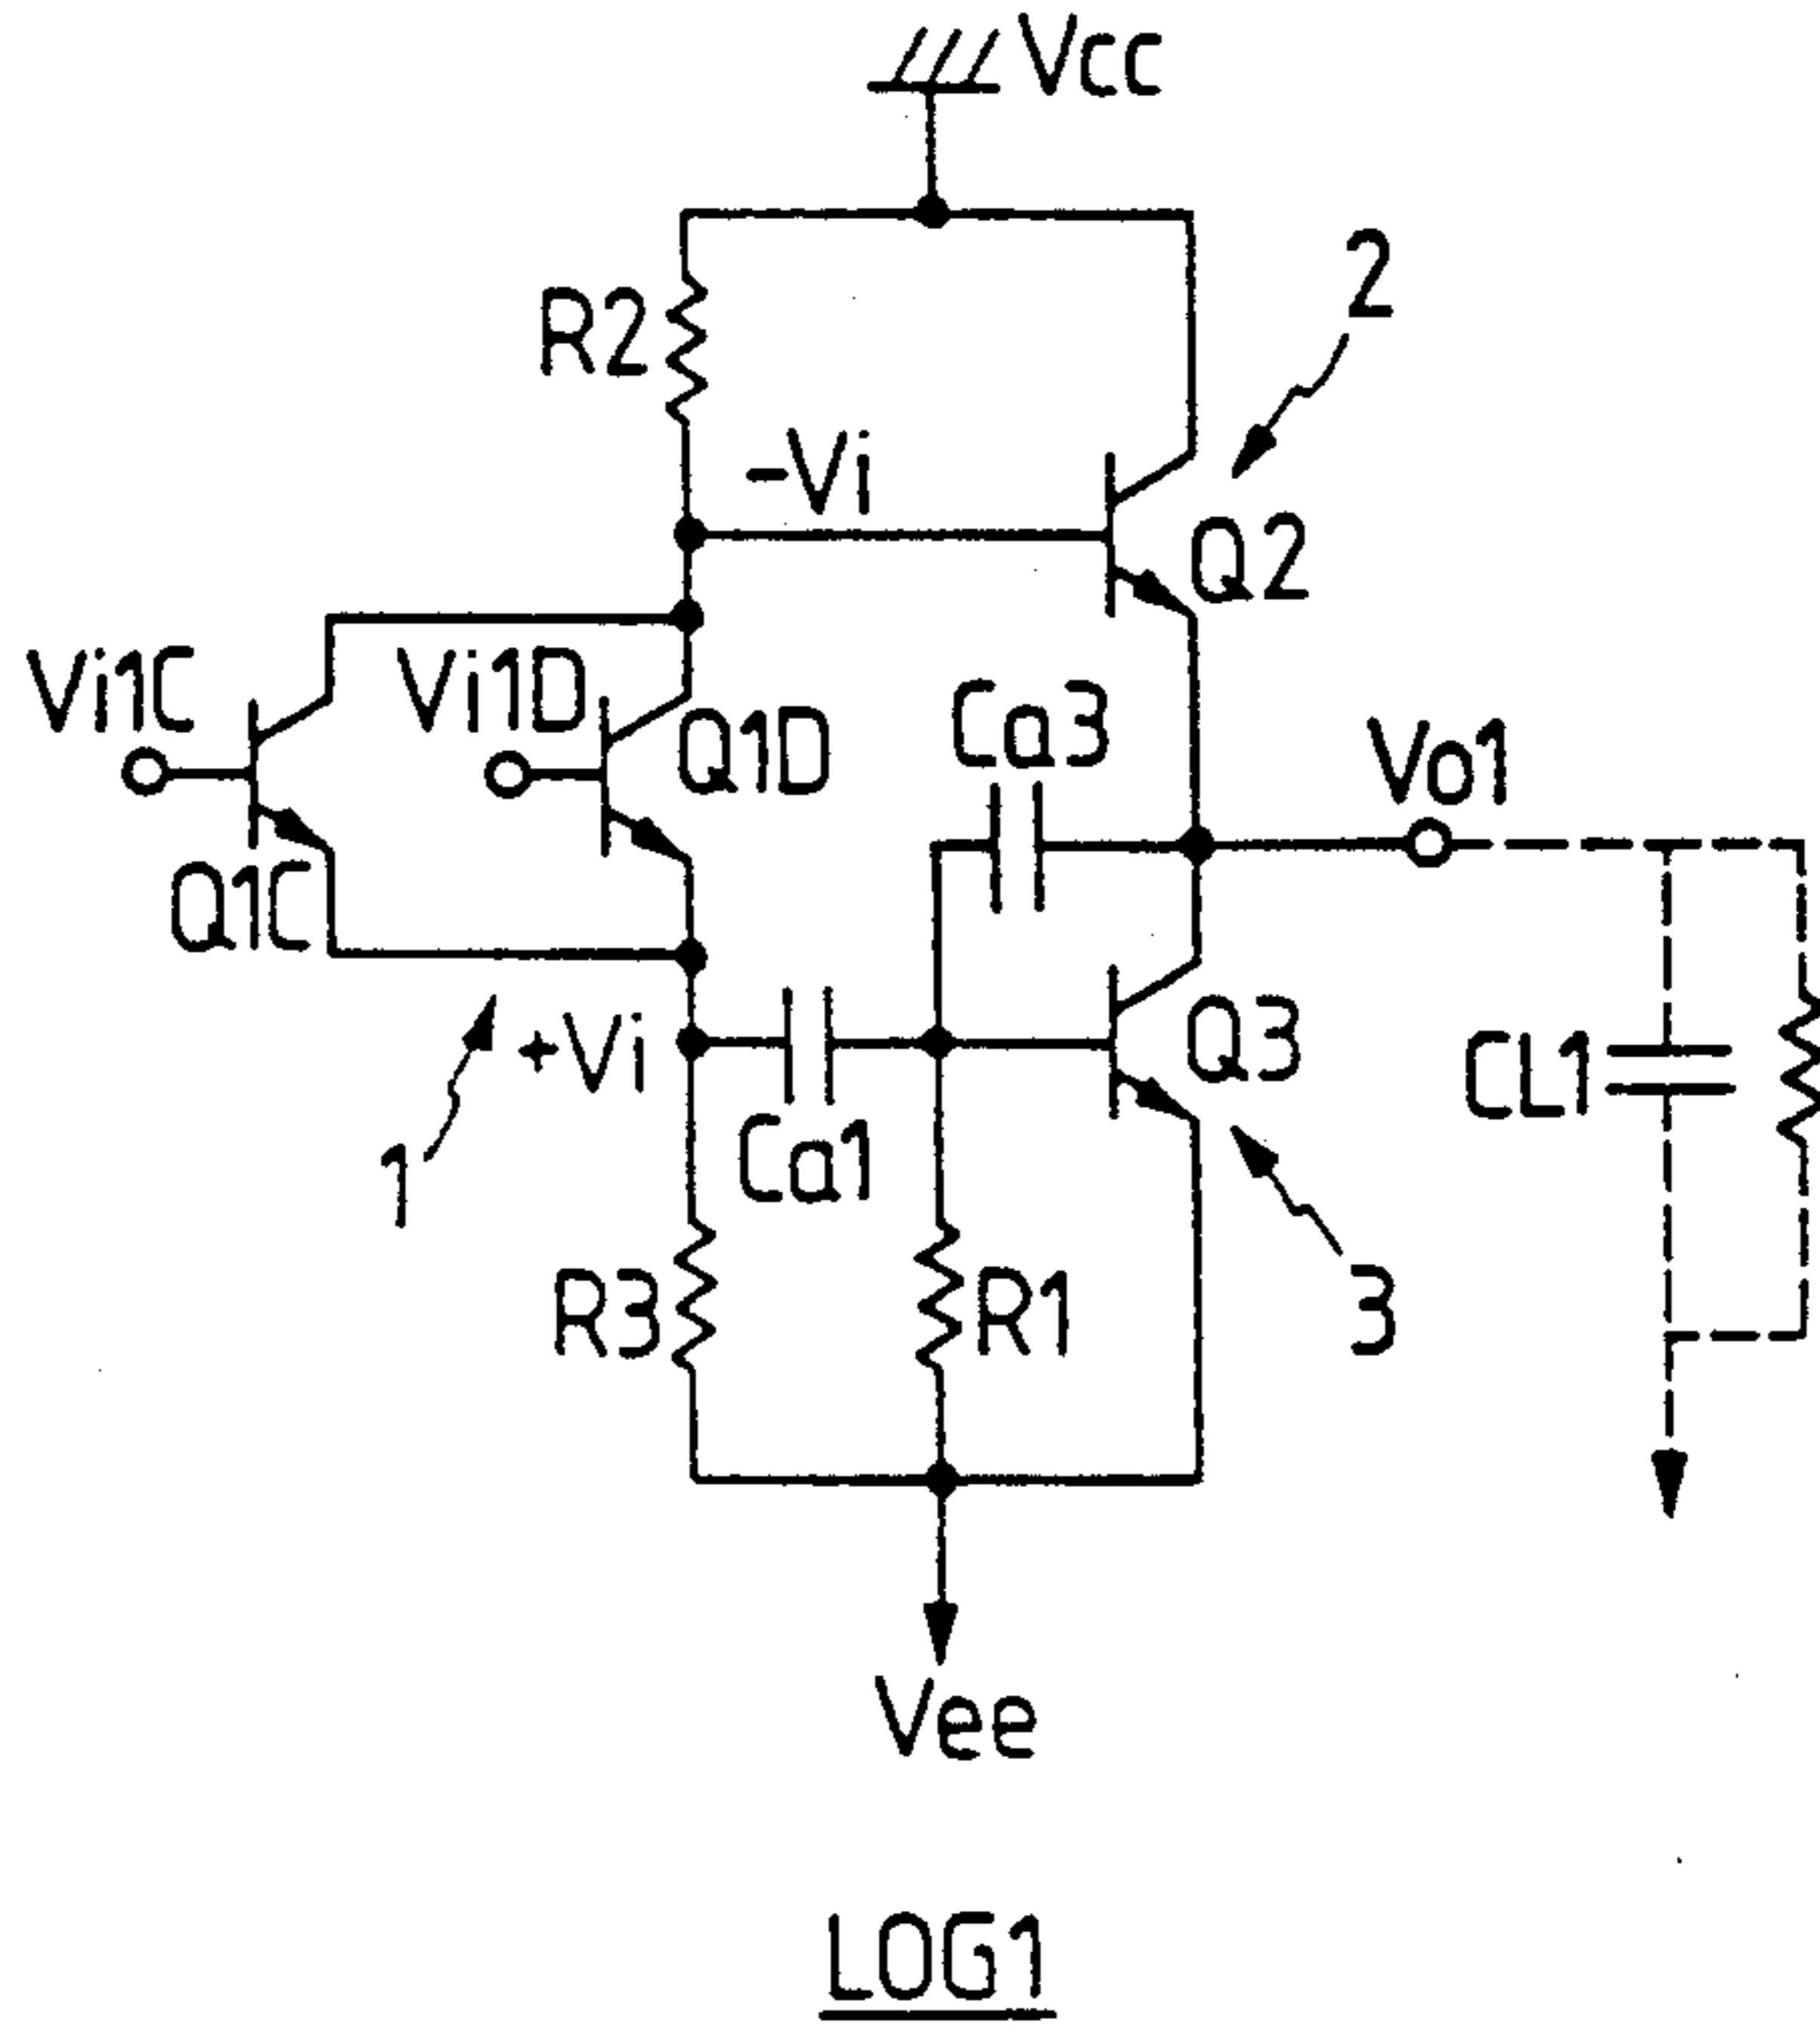 Vcc
2
R2
-Vi
Q2
Vi1C
Vi1D
Q1D
Ca3
Vo1
Q1C
+Vi
Q3
CL1
1
Ca1
R3
R1
3
Vee
LOG1